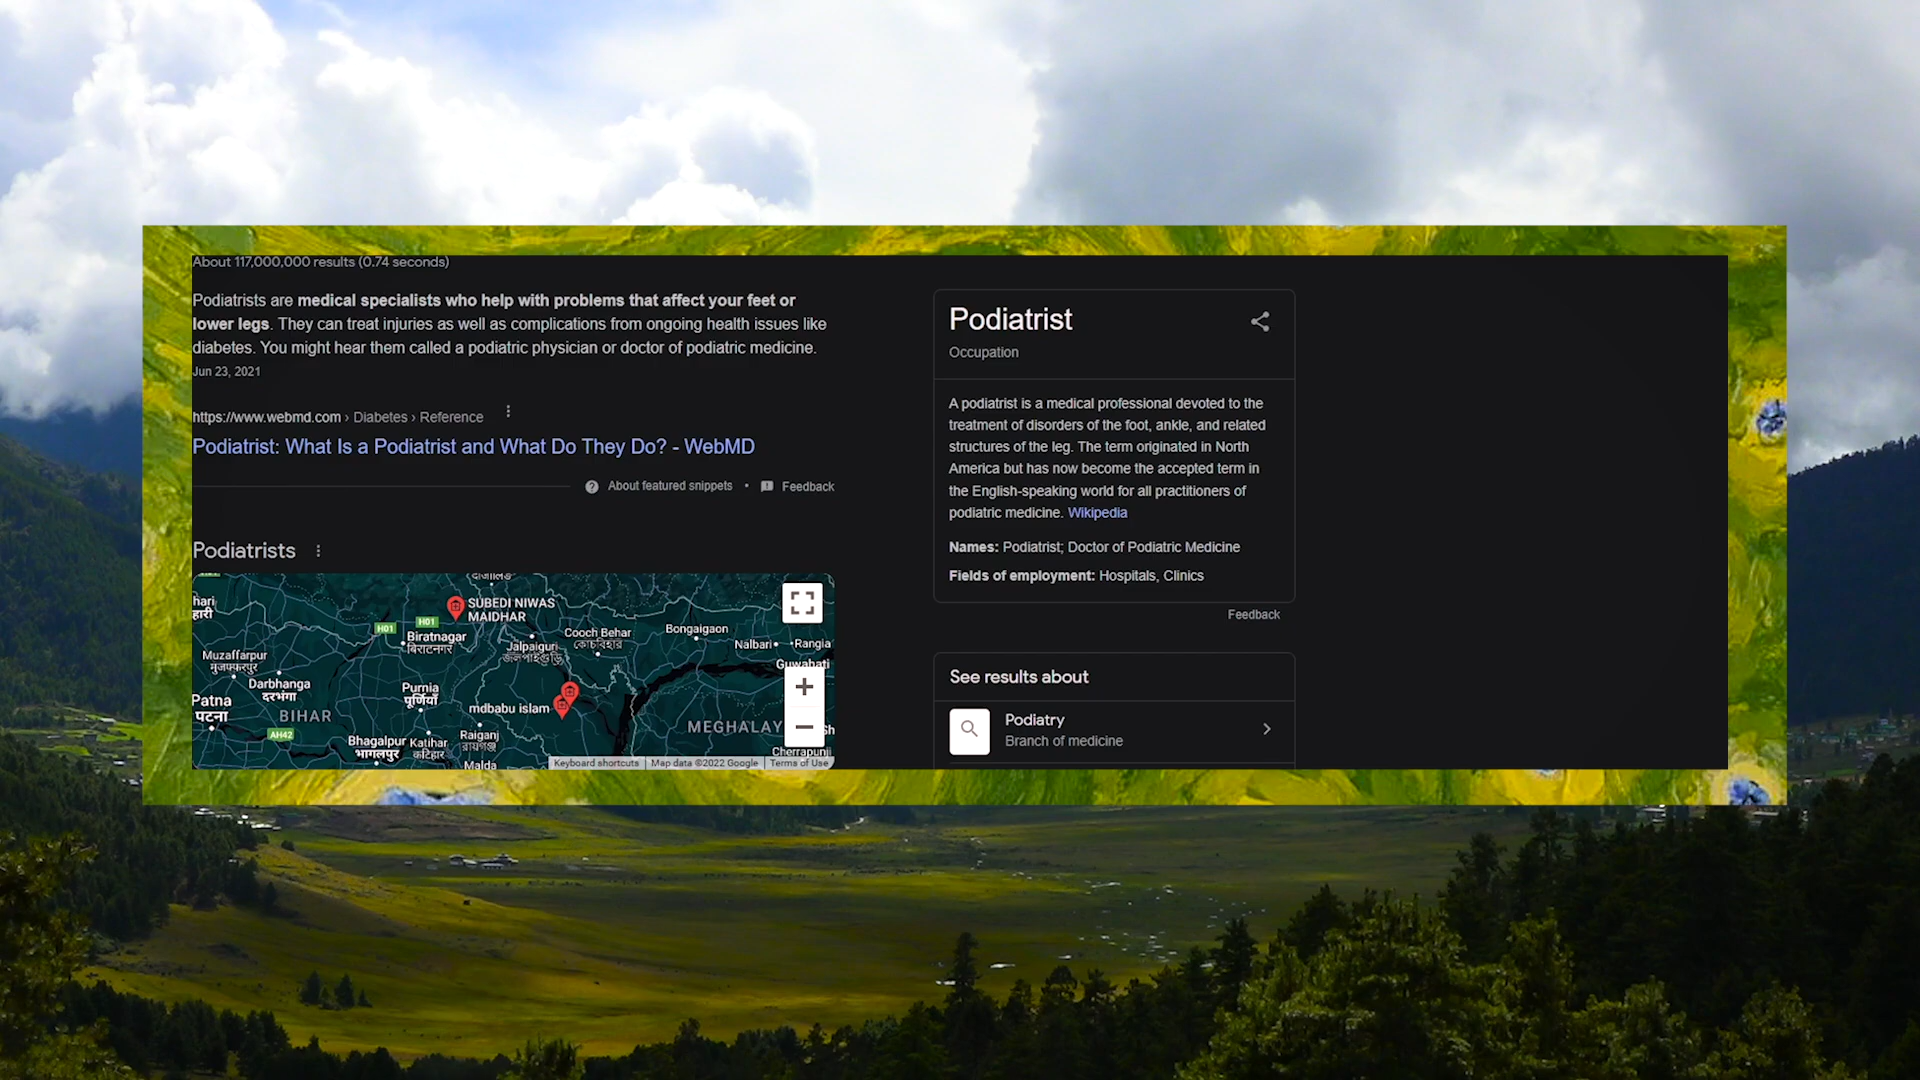 About 117,000,000 results (0.74 seconds)
Podiatrists are medical specialists who help with problems that affect your feet or
lower legs. They can treat injuries as well as complications from ongoing health issues like
diabetes. You might hear them called a podiatric physician or doctor of podiatric medicine.
Jun 23, 2021
https://www.webmd.com › Diabetes › Reference
Podiatrist: What Is a Podiatrist and What Do They Do? - WebMD
About featured snippets • Feedback
Podiatrists
SUBEDI NIWAS
MAIDHAR
hari
हारी
H01
H01
Biratnagar
बिराटनगर
Cooch Behar
কোচবিহার
Bongaigaon
Jalpaiguri
জলপাইগুড়ি
Nalbari
Rangia
Guwahati
Muzaffarpur
मुजफ्फरपुर
Darbhanga
दरभंगा
Purnia
पूर्णियाँ
Patna
पटना
BIHAR
mdbabu islam
MEGHALAY
AH42
Bhagalpur
भागलपुर
Katihar
कटिहार
Raiganj
রায়গঞ্জ
Malda
Cherrapunji
Keyboard shortcuts
Map data ©2022 Google
Terms of Use
Podiatrist
Occupation
A podiatrist is a medical professional devoted to the
treatment of disorders of the foot, ankle, and related
structures of the leg. The term originated in North
America but has now become the accepted term in
the English-speaking world for all practitioners of
podiatric medicine. Wikipedia
Names: Podiatrist; Doctor of Podiatric Medicine
Fields of employment: Hospitals, Clinics
Feedback
See results about
Podiatry
Branch of medicine